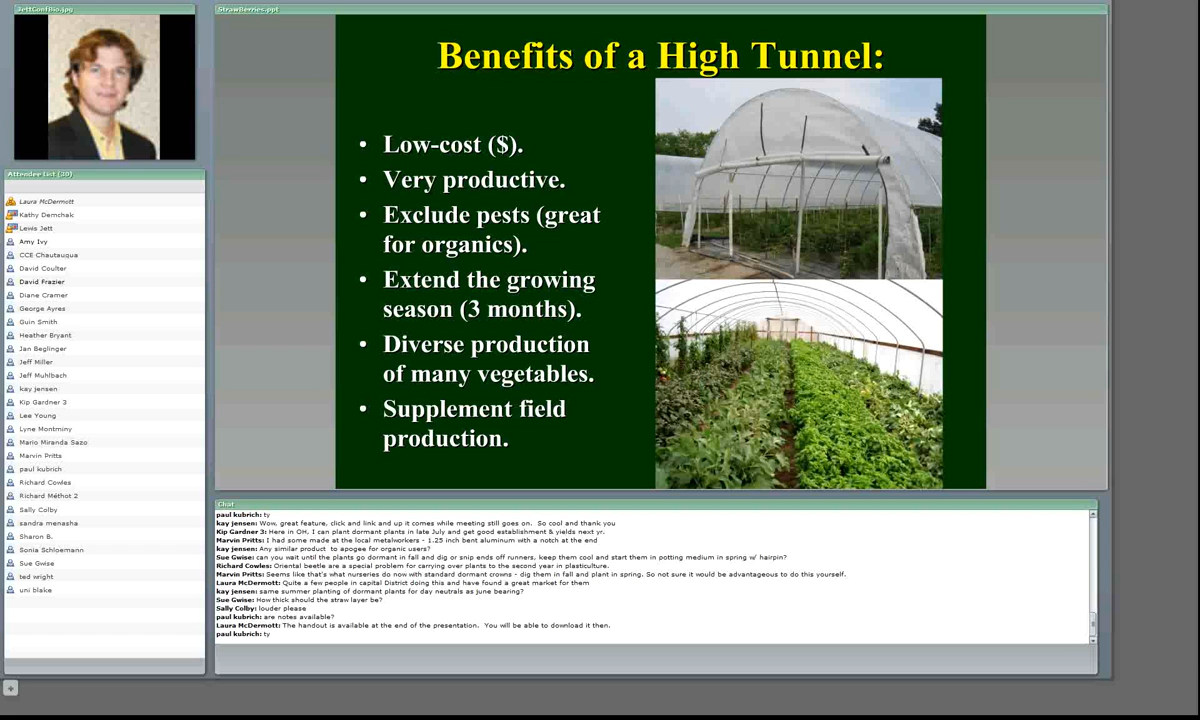 JettConfBio.jpg
StrawBerries.ppt
Benefits of a High Tunnel:
• Low-cost ($).
• Very productive.
• Exclude pests (great
for organics).
• Extend the growing
season (3 months).
• Diverse production
of many vegetables.
• Supplement field
production.
Attendee List (30)
Laura McDermott
Kathy Demchak
Lewis Jett
Amy Ivy
CCE Chautauqua
David Coulter
David Frazier
Diane Cramer
George Ayres
Guin Smith
Heather Bryant
Jan Beglinger
Jeff Miller
Jeff Muhlbach
kay jensen
Kip Gardner 3
Lee Young
Lyne Montminy
Mario Miranda Sazo
Marvin Pritts
paul kubrich
Richard Cowles
Richard Méthot 2
Sally Colby
sandra menasha
Sharon B.
Sonia Schloemann
Sue Gwise
ted wright
uni blake
Chat
paul kubrich: ty
kay jensen: Wow, great feature, click and link and up it comes while meeting still goes on. So cool and thank you
Kip Gardner 3: Here in OH, I can plant dormant plants in late July and get good establishment & yields next yr.
Marvin Pritts: I had some made at the local metalworkers - 1.25 inch bent aluminum with a notch at the end
kay jensen: Any similar product to apogee for organic users?
Sue Gwise: can you wait until the plants go dormant in fall and dig or snip ends off runners, keep them cool and start them in potting medium in spring w/ hairpin?
Richard Cowles: Oriental beetle are a special problem for carrying over plants to the second year in plasticulture.
Marvin Pritts: Seems like that's what nurseries do now with standard dormant crowns - dig them in fall and plant in spring. So not sure it would be advantageous to do this yourself.
Laura McDermott: Quite a few people in capital District doing this and have found a great market for them
kay jensen: same summer planting of dormant plants for day neutrals as june bearing?
Sue Gwise: How thick should the straw layer be?
Sally Colby: louder please
paul kubrich: are notes available?
Laura McDermott: The handout is available at the end of the presentation. You will be able to download it then.
paul kubrich: ty